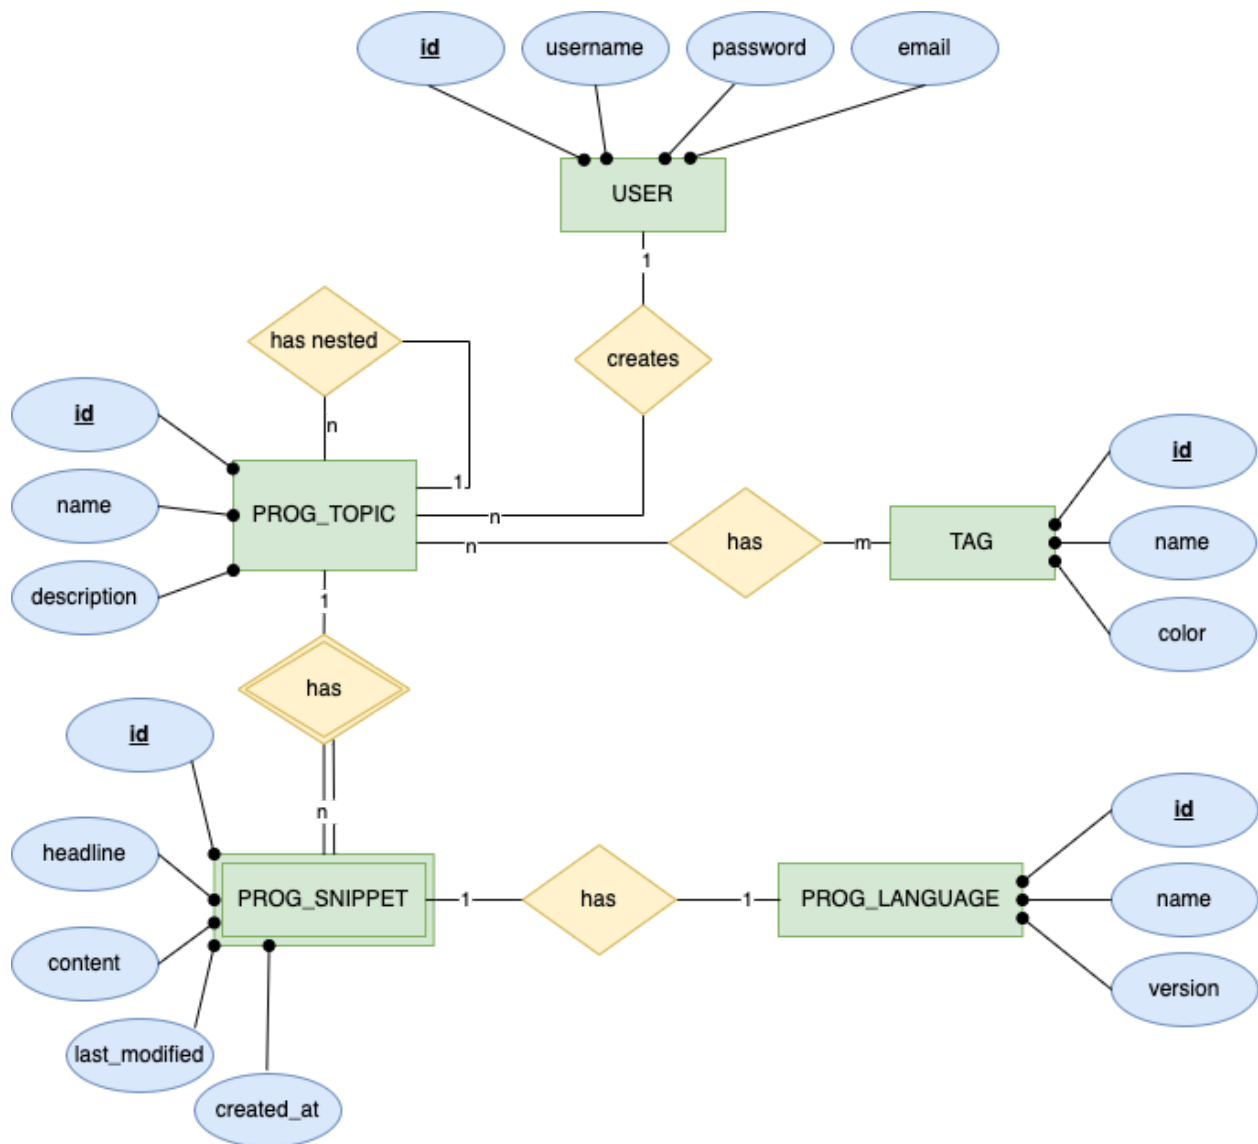 id
username
password
email
USER
1
has nested
creates
n
id
1
name
PROG_TOPIC
n
description
n
has
m
TAG
id
name
color
1
has
id
n
headline
PROG_SNIPPET
1
has
1
PROG_LANGUAGE
id
name
version
content
last_modified
created_at